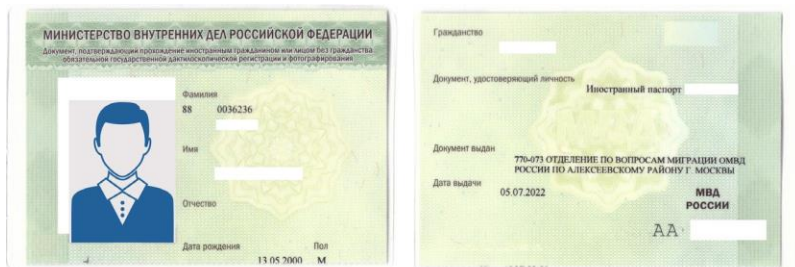 МИНИСТЕРСТВО ВНУТРЕННИХ ДЕЛ РОССИЙСКОЙ ФЕДЕРАЦИИ
Документ, подтверждающий прохождение иностранным гражданином или лицом без гражданства
обязательной государственной дактилоскопической регистрации и фотографирования
Фамилия
88 0036236
Имя
Отчество
Дата рождения Пол
13.05.2000 М
Гражданство
Документ, удостоверяющий личность
Иностранный паспорт
Документ выдан
770-073 ОТДЕЛЕНИЕ ПО ВОПРОСАМ МИГРАЦИИ ОМВД
РОССИИ ПО АЛЕКСЕЕВСКОМУ РАЙОНУ Г. МОСКВЫ
Дата выдачи
05.07.2022
МВД
РОССИИ
АА